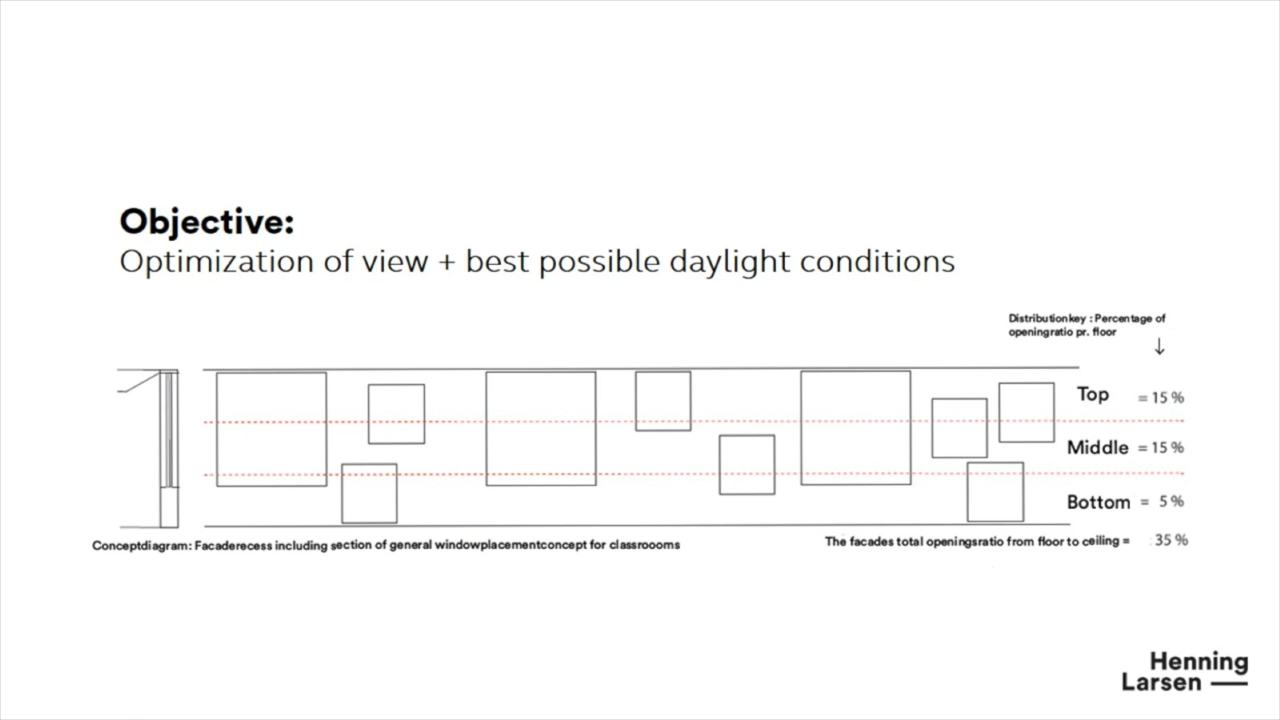 Objective:
Optimization of view + best possible daylight conditions
Distributionkey : Percentage of
openingratio pr. floor
Top = 15 %
Middle = 15 %
Bottom = 5 %
Conceptdiagram: Facaderecess including section of general windowplacementconcept for classroooms
The facades total openingsratio from floor to ceiling = 35 %
Henning
Larsen